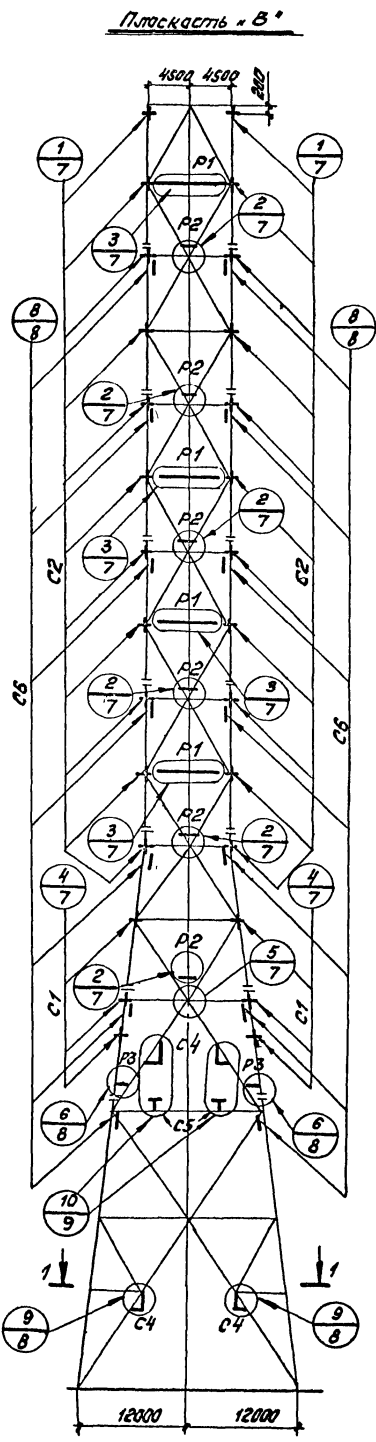 Плоскасть "В"
4500 4500
200
1/7 1/7
P1
3/7 P2 2/7
8/8 8/8
2/7 P2
P1
2/7
C2 3/7 P2 C2
P1
C6 2/7 P2 3/7 C6
P1
3/7 P2 2/7
4/7 4/7
P2 5/7
2/7
C1 C1
C4
P3 P3
6/8 C5 6/8
10/9
1 1
9/8 C4 C4 9/8
12000 12000